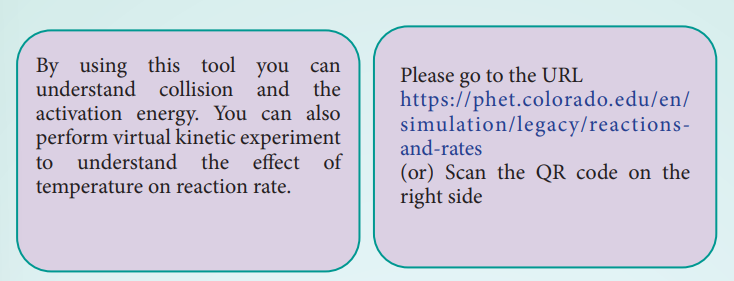 By using this tool you can
understand collision and the
activation energy. You can also
perform virtual kinetic experiment
to understand the effect of
temperature on reaction rate.
Please go to the URL
https://phet.colorado.edu/en/
simulation/legacy/reactions-
and-rates
(or) Scan the QR code on the
right side